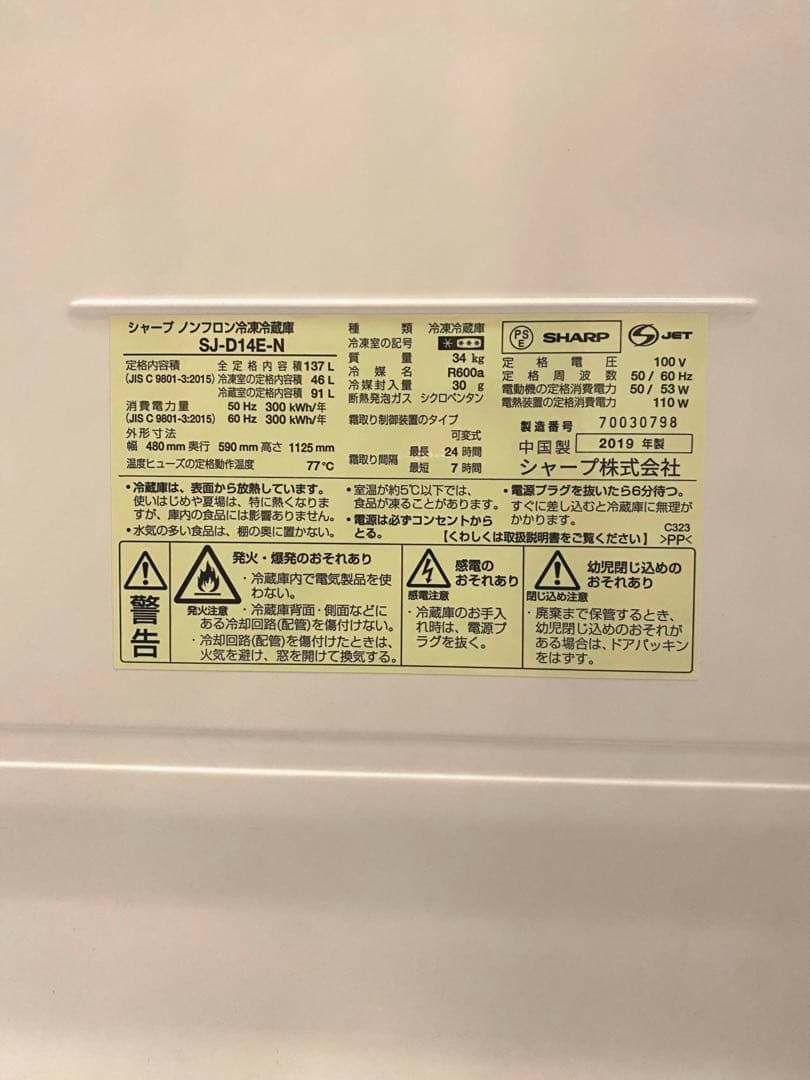 シャープ ノンフロン冷凍冷蔵庫
SJ-D14E-N
定格内容積 全定格内容積 137 L
(JIS C 9801-3:2015) 冷凍室の定格内容積 46 L
冷蔵室の定格内容積 91 L
消費電力量 50 Hz 300 kWh/年
(JIS C 9801-3:2015) 60 Hz 300 kWh/年
外形寸法
幅 480 mm 奥行 590 mm 高さ 1125 mm
温度ヒューズの定格動作温度 77℃
種類 冷凍冷蔵庫
冷凍室の記号
質量 34 kg
冷媒名 R600a
冷媒封入量 30 g
断熱発泡ガス シクロペンタン
霜取り制御装置のタイプ
可変式
霜取り間隔 最長 24 時間
最短 7 時間
PS
E
SHARP
S JET
定格電圧 100 V
定格周波数 50 / 60 Hz
電動機の定格消費電力 50 / 53 W
電熱装置の定格消費電力 110 W
製造番号 70030798
中国製 2019 年製
シャープ株式会社
・冷蔵庫は、表面から放熱しています。
使いはじめや夏場は、特に熱くなりま
すが、庫内の食品には影響ありません。
・水気の多い食品は、棚の奥に置かない。
・室温が約5℃以下では、
食品が凍ることがあります。
・電源は必ずコンセントから
とる。
・電源プラグを抜いたら6分待つ。
すぐに差し込むと冷蔵庫に無理が
かかります。
【くわしくは取扱説明書をご覧ください】
C323
>PP<
警告
発火・爆発のおそれあり
発火注意
・冷蔵庫内で電気製品を使
わない。
・冷蔵庫背面・側面などに
ある冷却回路(配管)を傷付けない。
・冷却回路(配管)を傷付けたときは、
火気を避け、窓を開けて換気する。
感電の
おそれあり
感電注意
・冷蔵庫のお手入
れ時は、電源プ
ラグを抜く。
幼児閉じ込めの
おそれあり
閉じ込め注意
・廃棄まで保管するとき、
幼児閉じ込めのおそれが
ある場合は、ドアパッキン
をはずす。